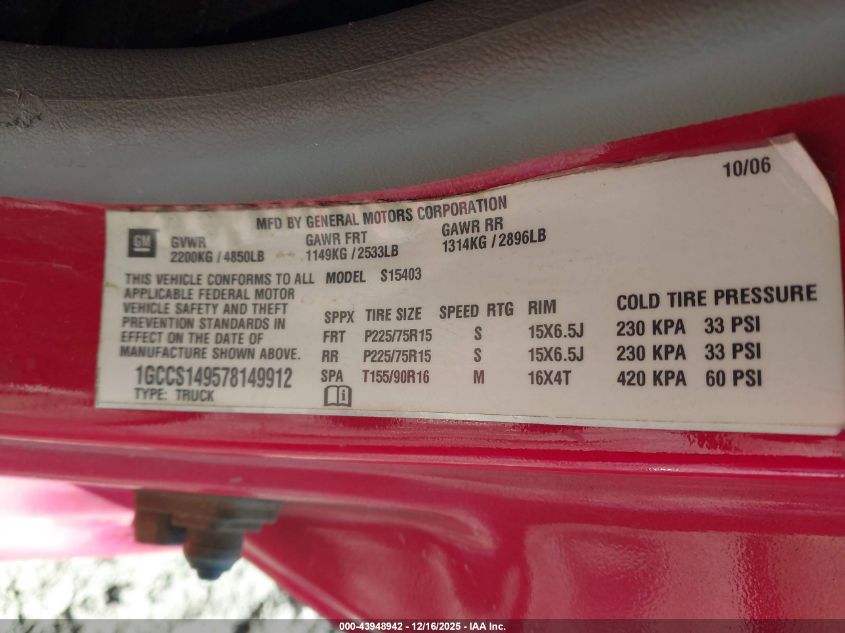 10/06
MFD BY GENERAL MOTORS CORPORATION
GM
GVWR GAWR FRT GAWR RR
2200KG / 4850LB 1149KG / 2533LB 1314KG / 2896LB
THIS VEHICLE CONFORMS TO ALL MODEL S15403
APPLICABLE FEDERAL MOTOR
VEHICLE SAFETY AND THEFT
PREVENTION STANDARDS IN
EFFECT ON THE DATE OF
MANUFACTURE SHOWN ABOVE.
1GCCS149578149912
TYPE: TRUCK
SPPX TIRE SIZE SPEED RTG RIM COLD TIRE PRESSURE
FRT P225/75R15 S 15X6.5J 230 KPA 33 PSI
RR P225/75R15 S 15X6.5J 230 KPA 33 PSI
SPA T155/90R16 M 16X4T 420 KPA 60 PSI
000-43948942 - 12/16/2025 - IAA Inc.